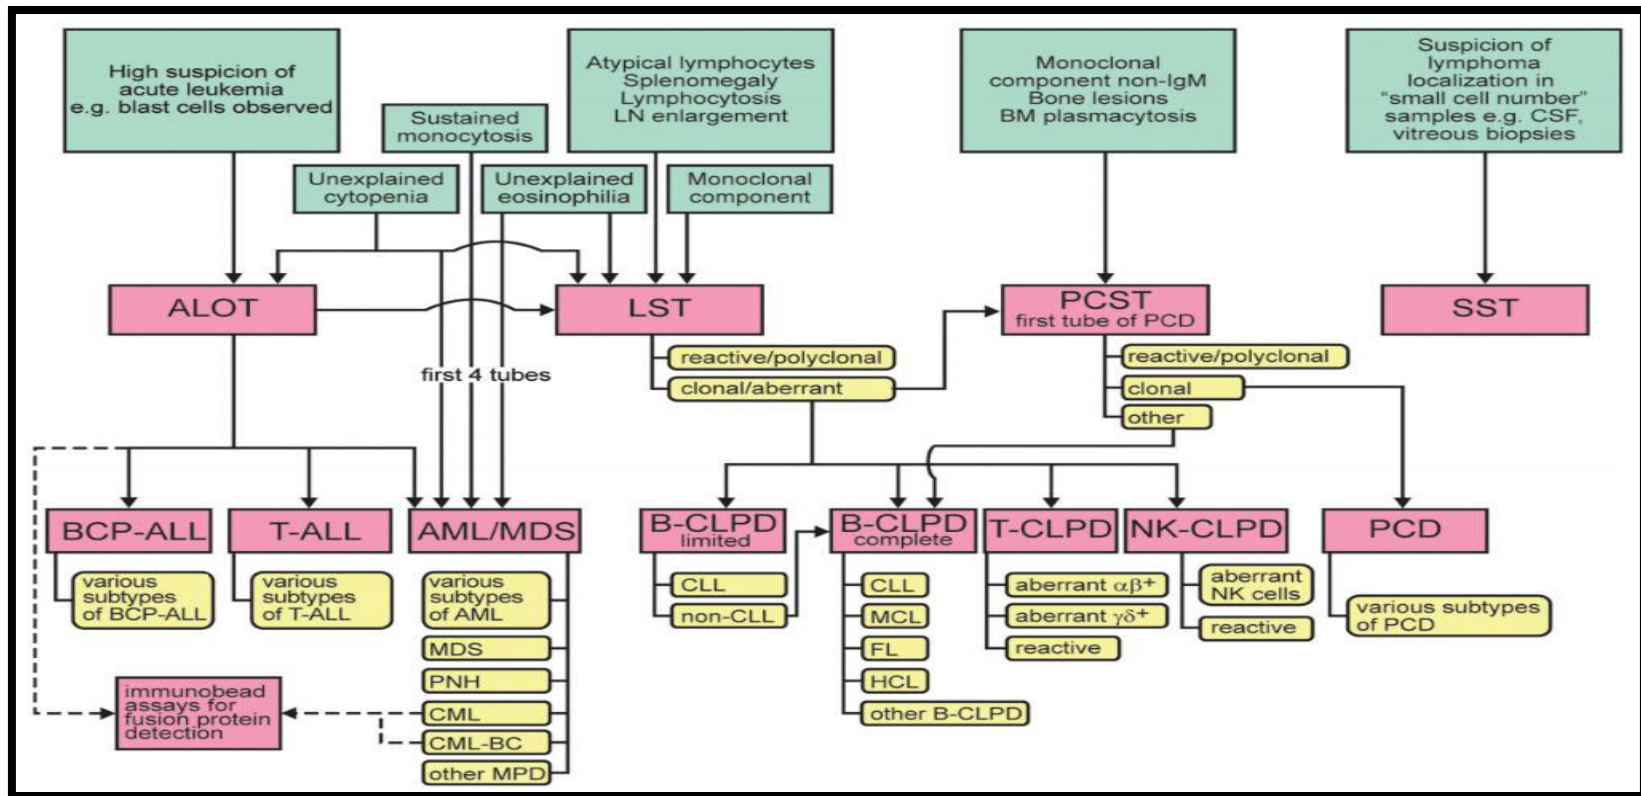 High suspicion of
acute leukemia
e.g. blast cells observed
Sustained
monocytosis
Atypical lymphocytes
Splenomegaly
Lymphocytosis
LN enlargement
Monoclonal
component non-IgM
Bone lesions
BM plasmacytosis
Suspicion of
lymphoma
localization in
“small cell number”
samples e.g. CSF,
vitreous biopsies
Unexplained
cytopenia
Unexplained
eosinophilia
Monoclonal
component
ALOT
LST
PCST
first tube of PCD
SST
reactive/polyclonal
clonal/aberrant
reactive/polyclonal
clonal
other
first 4 tubes
BCP-ALL
T-ALL
AML/MDS
B-CLPD
limited
B-CLPD
complete
T-CLPD
NK-CLPD
PCD
various
subtypes
of BCP-ALL
various
subtypes
of T-ALL
various
subtypes
of AML
MDS
PNH
CML
CML-BC
other MPD
immunobead
assays for
fusion protein
detection
CLL
non-CLL
CLL
MCL
FL
HCL
other B-CLPD
aberrant αβ+
aberrant γδ+
reactive
aberrant
NK cells
reactive
various subtypes
of PCD